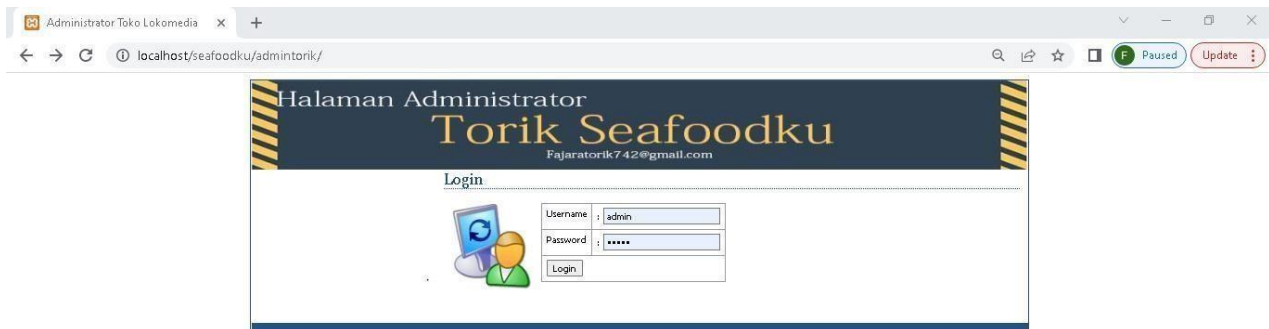 Administrator Toko Lokomedia
localhost/seafoodku/admintorik/
F Paused Update
Halaman Administrator
Torik Seafoodku
Fajaratorik742@gmail.com
Login
Username : admin
Password : •••••
Login